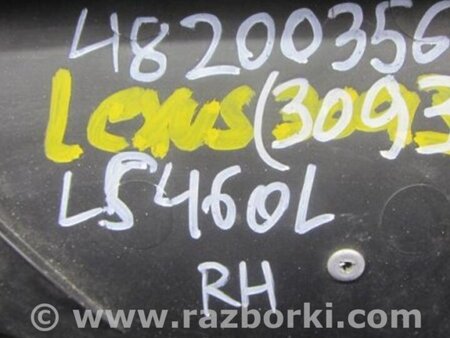 48200356
Lexus (3093
LS460L
RH
© www.razborki.com